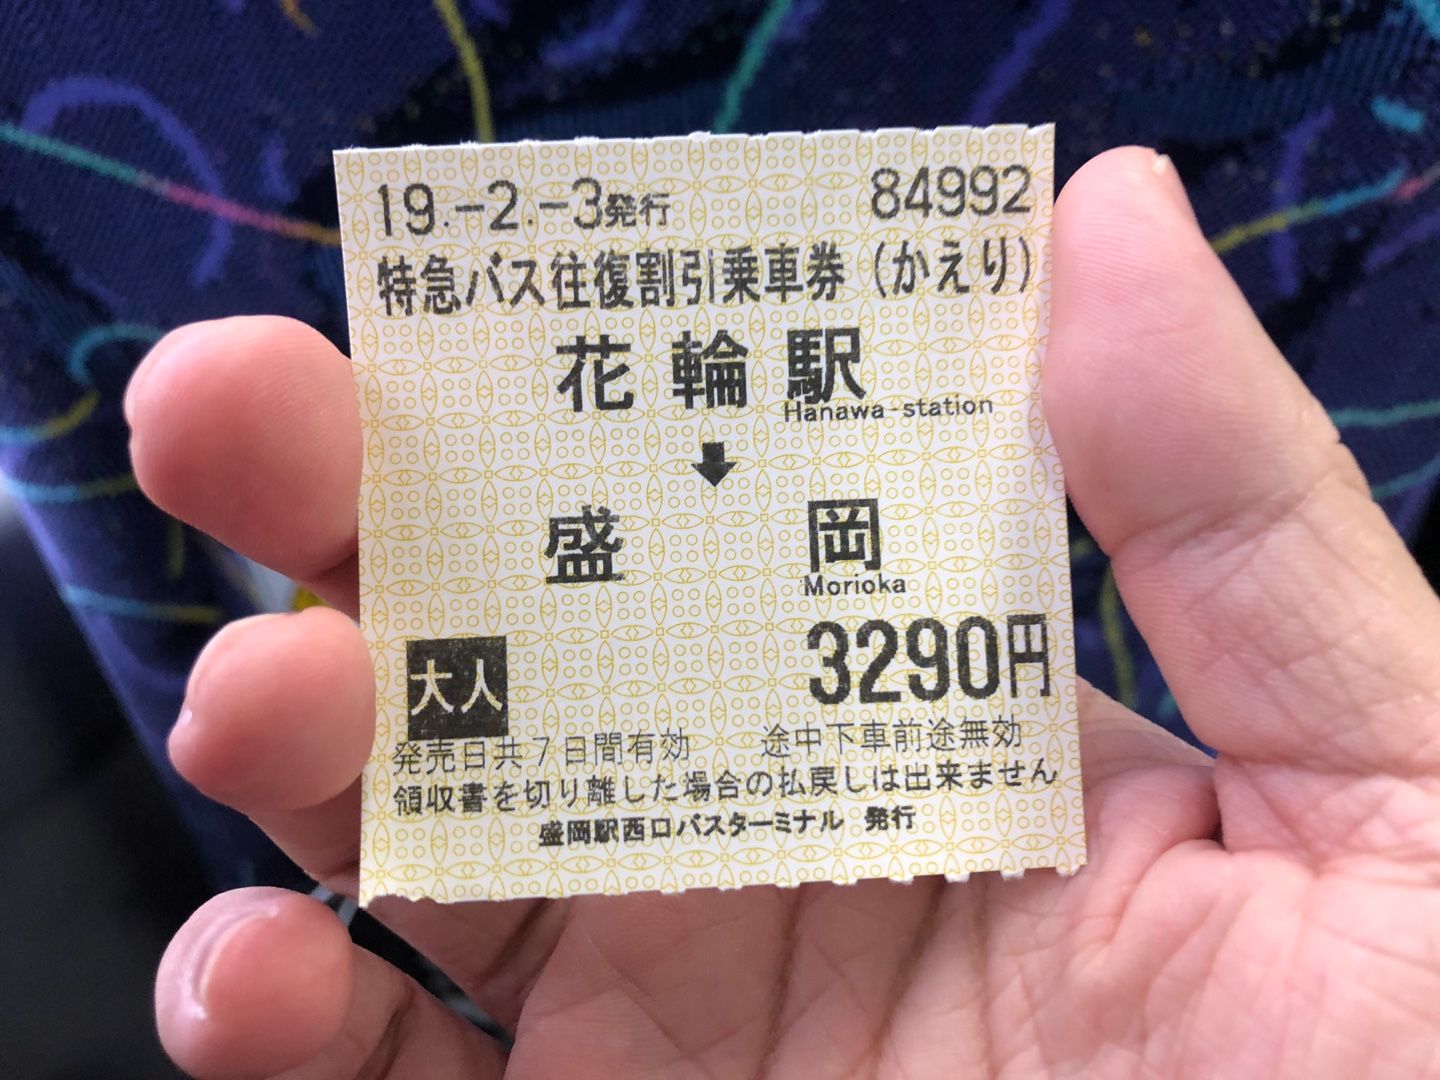 19.-2.-3発行 84992
特急バス往復割引乗車券(かえり)
花輪駅
Hanawa-station
⬇
盛岡
Morioka
大人 3290円
発売日共7日間有効 途中下車前途無効
領収書を切り離した場合の払戻しは出来ません
盛岡駅西口バスターミナル 発行